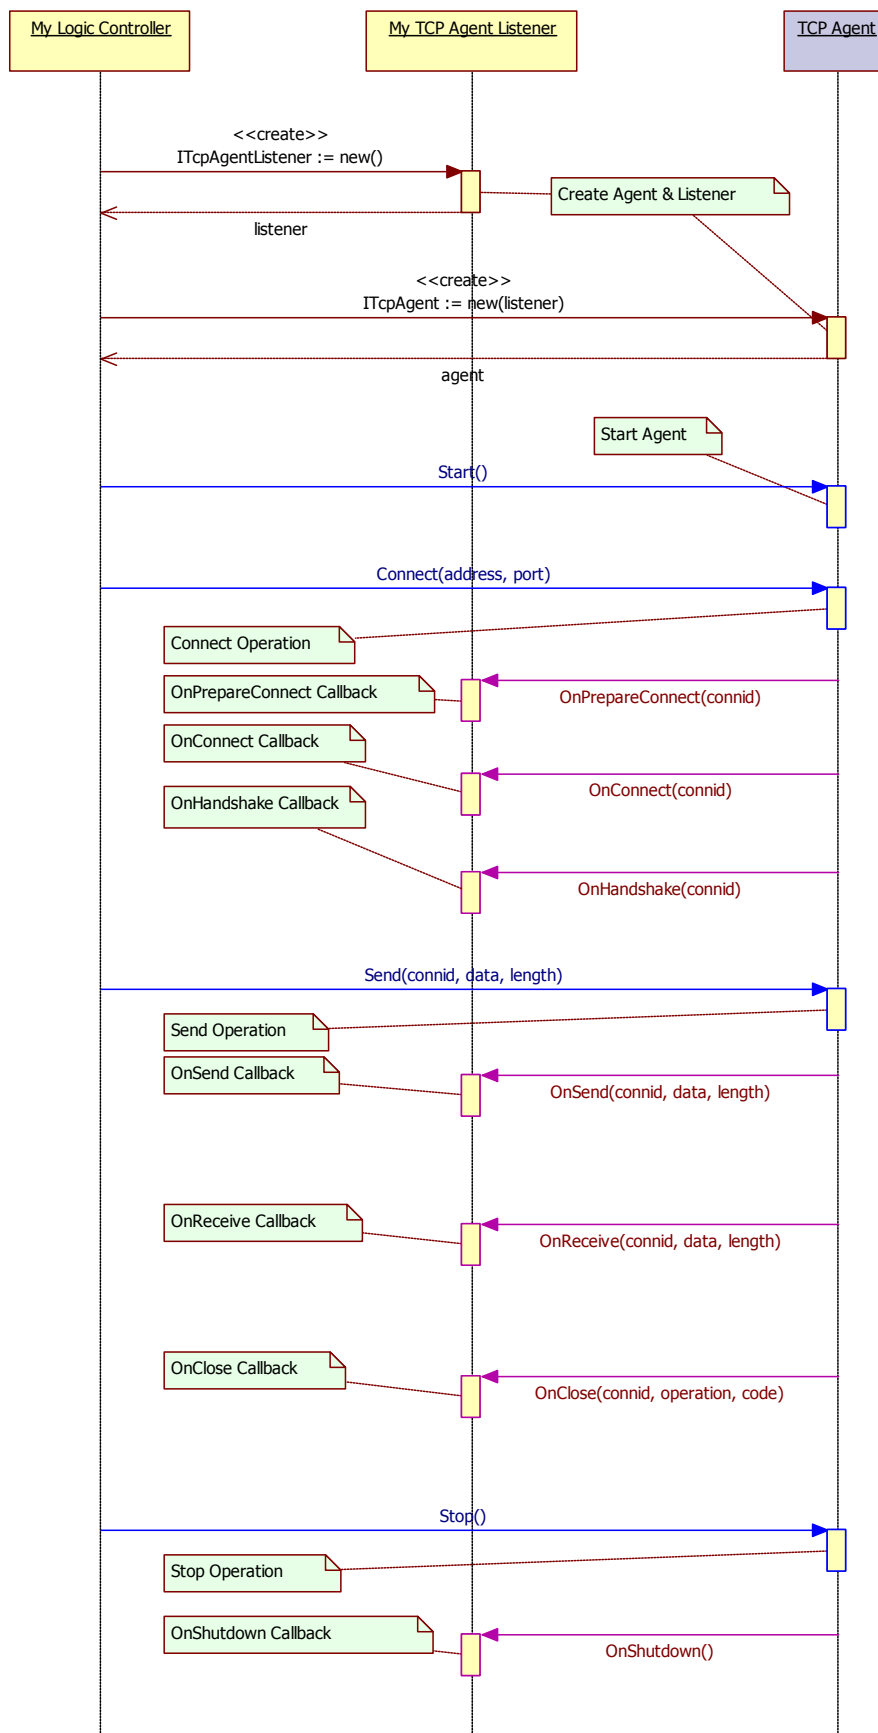 My Logic Controller
My TCP Agent Listener
TCP Agent
<<create>>
ITcpAgentListener := new()
Create Agent & Listener
listener
<<create>>
ITcpAgent := new(listener)
agent
Start Agent
Start()
Connect(address, port)
Connect Operation
OnPrepareConnect Callback
OnPrepareConnect(connid)
OnConnect Callback
OnConnect(connid)
OnHandshake Callback
OnHandshake(connid)
Send(connid, data, length)
Send Operation
OnSend Callback
OnSend(connid, data, length)
OnReceive Callback
OnReceive(connid, data, length)
OnClose Callback
OnClose(connid, operation, code)
Stop()
Stop Operation
OnShutdown Callback
OnShutdown()